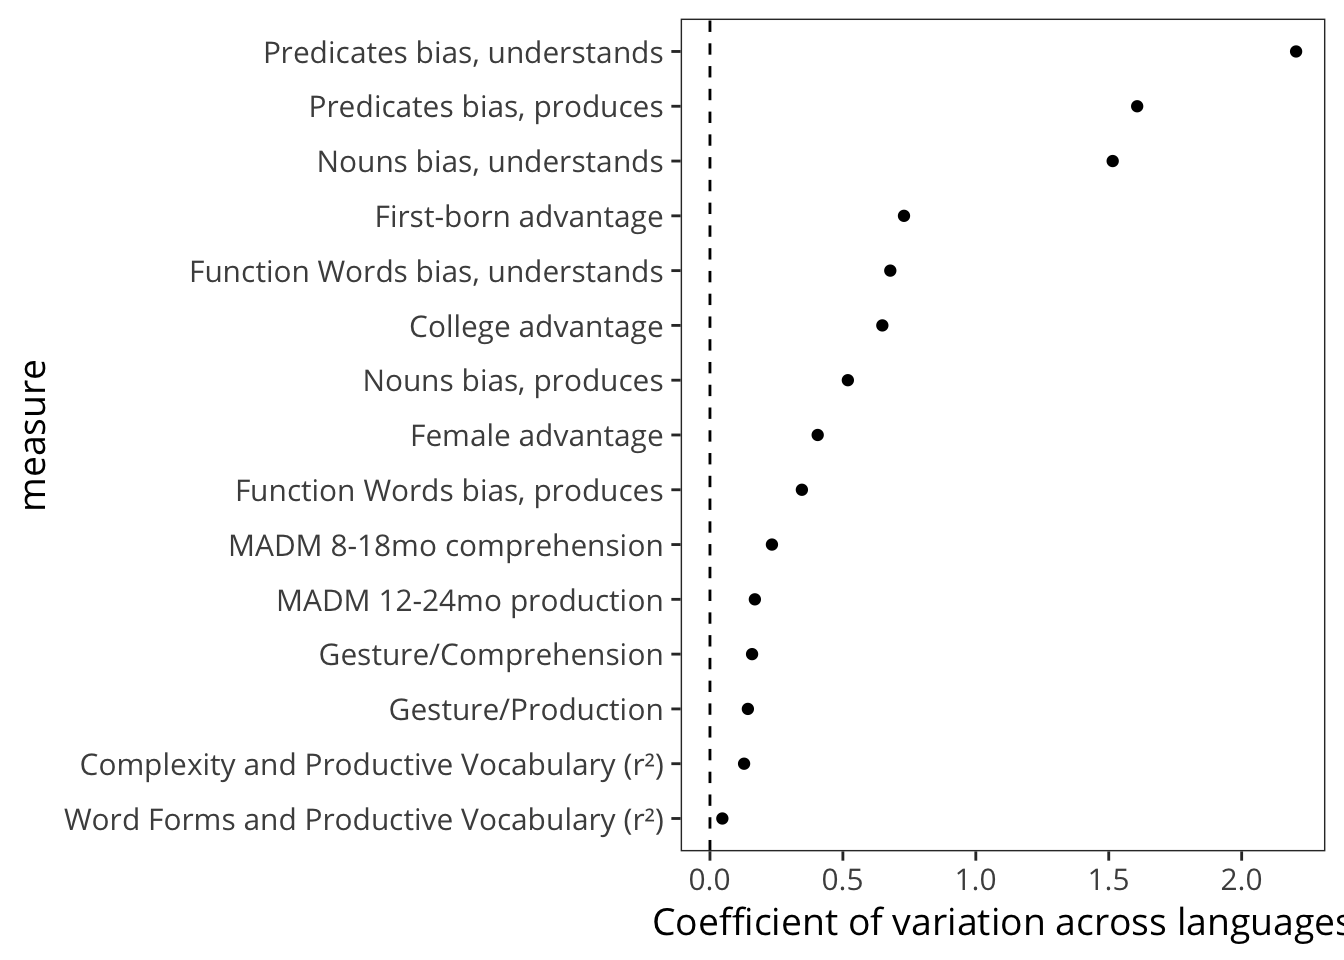 Predicates bias, understands
Predicates bias, produces
Nouns bias, understands
First-born advantage
Function Words bias, understands
College advantage
Nouns bias, produces
Female advantage
Function Words bias, produces
MADM 8-18mo comprehension
MADM 12-24mo production
Gesture/Comprehension
Gesture/Production
Complexity and Productive Vocabulary (r²)
Word Forms and Productive Vocabulary (r²)
measure
0.0 0.5 1.0 1.5 2.0
Coefficient of variation across languages